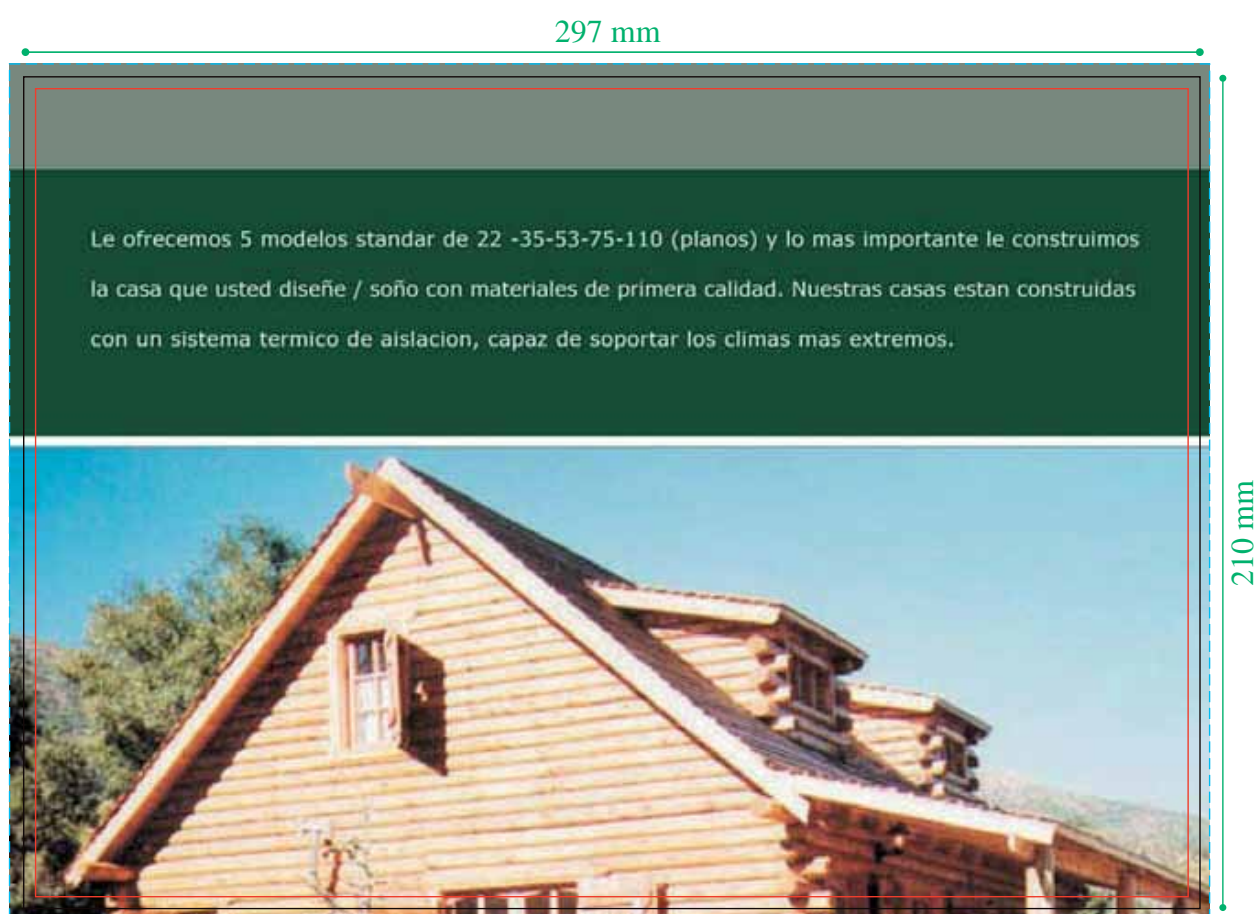 297 mm
Le ofrecemos 5 modelos standar de 22 -35-53-75-110 (planos) y lo mas importante le construimos
la casa que usted diseñe / soño con materiales de primera calidad. Nuestras casas estan construidas
con un sistema termico de aislacion, capaz de soportar los climas mas extremos.
210 mm